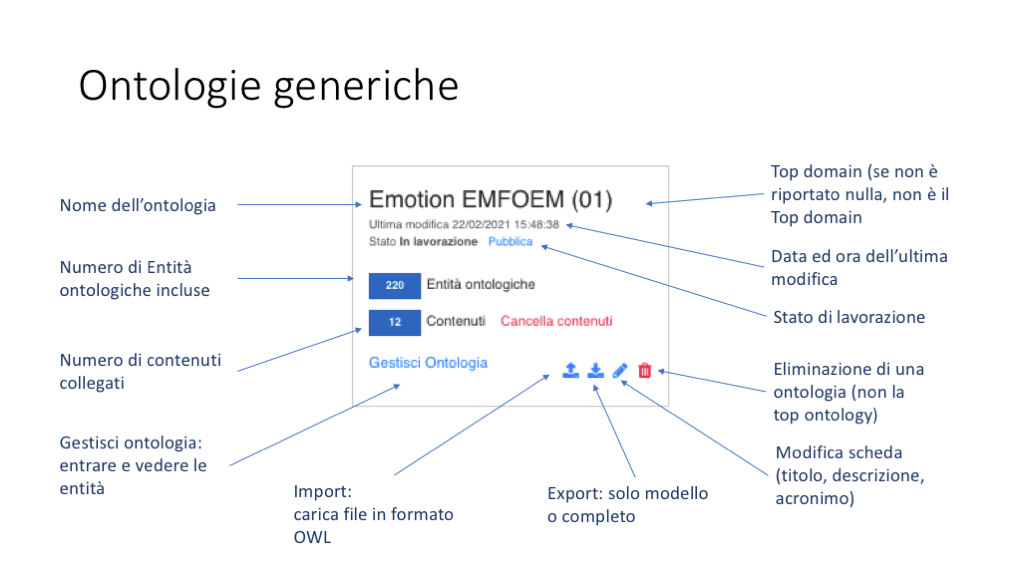 Ontologie generiche
Nome dell’ontologia
Numero di Entità
ontologiche incluse
Numero di contenuti
collegati
Gestisci ontologia:
entrare e vedere le
entità
Emotion EMFOEM (01)
Ultima modifica 22/02/2021 15:48:38
Stato In lavorazione Pubblica
220 Entità ontologiche
12 Contenuti Cancella contenuti
Gestisci Ontologia
Import:
carica file in formato
OWL
Export: solo modello
o completo
Top domain (se non è
riportato nulla, non è il
Top domain
Data ed ora dell’ultima
modifica
Stato di lavorazione
Eliminazione di una
ontologia (non la
top ontology)
Modifica scheda
(titolo, descrizione,
acronimo)